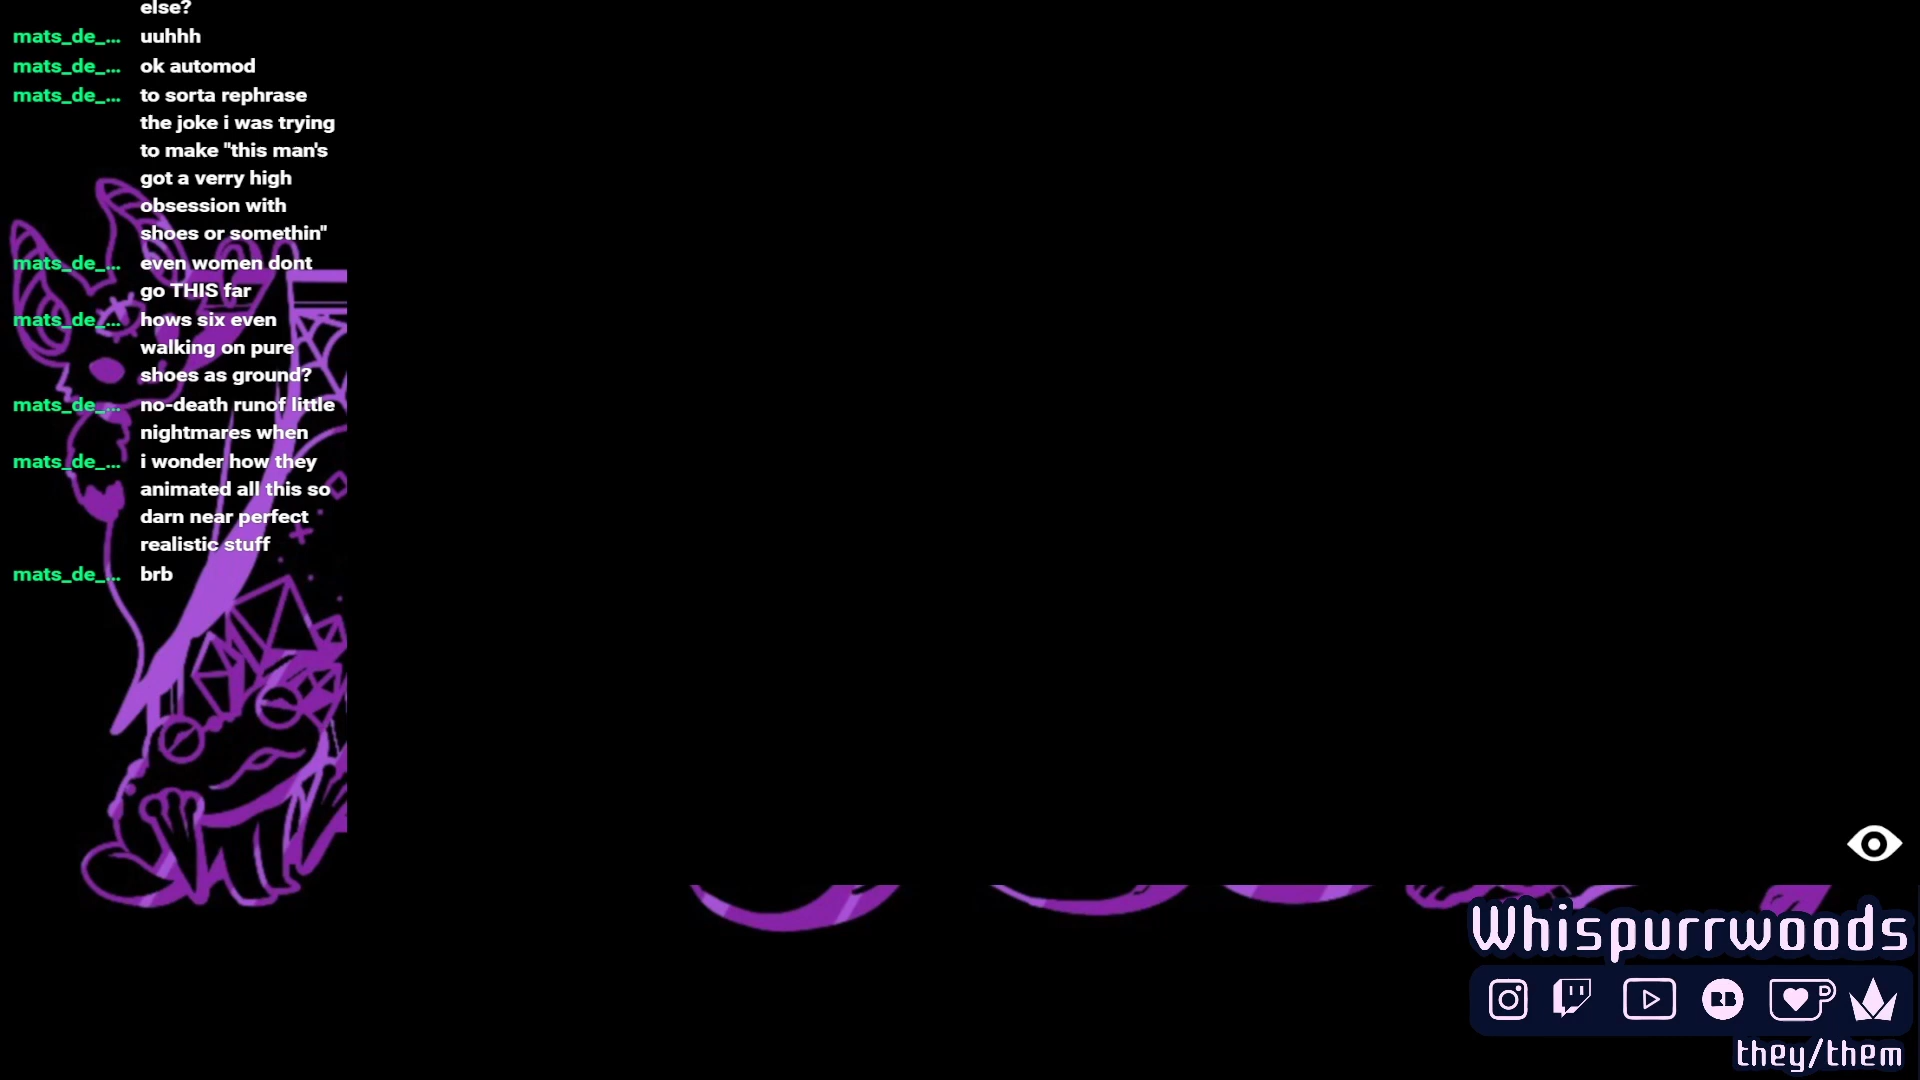 else?
mats_de_... uuhhh
mats_de_... ok automod
mats_de_... to sorta rephrase
the joke i was trying
to make "this man's
got a verry high
obsession with
shoes or somethin"
mats_de_... even women dont
go THIS far
mats_de_... hows six even
walking on pure
shoes as ground?
mats_de_... no-death runof little
nightmares when
mats_de_... i wonder how they
animated all this so
darn near perfect
realistic stuff
mats_de_... brb
Whispurrwoods
RB
they/them